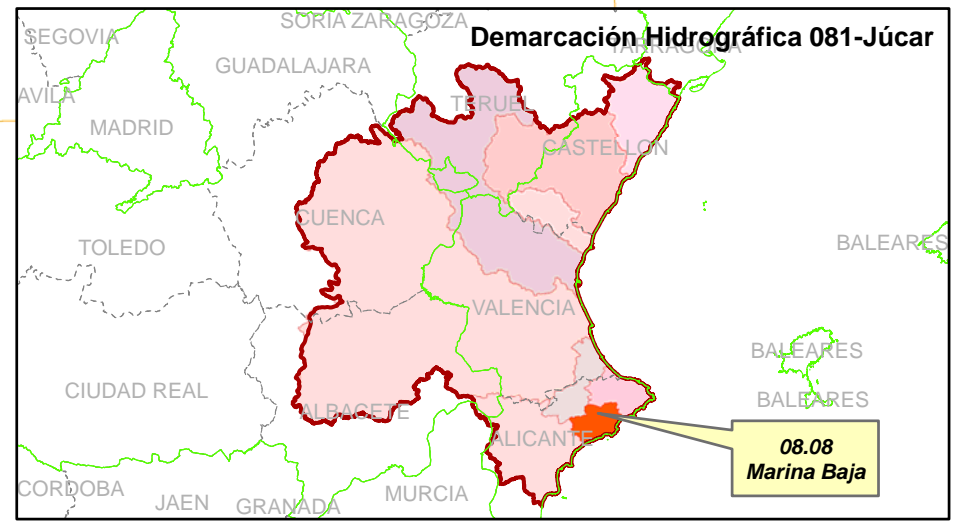 SORIA ZARAGOZA
SEGOVIA
Demarcación Hidrográfica 081-Júcar
TARRAGONA
GUADALAJARA
AVILA
TERUEL
MADRID
CASTELLON
CUENCA
TOLEDO
BALEARES
VALENCIA
BALEARES
CIUDAD REAL
BALEARES
ALBACETE
ALICANTE
08.08
Marina Baja
CORDOBA
MURCIA
JAEN
GRANADA